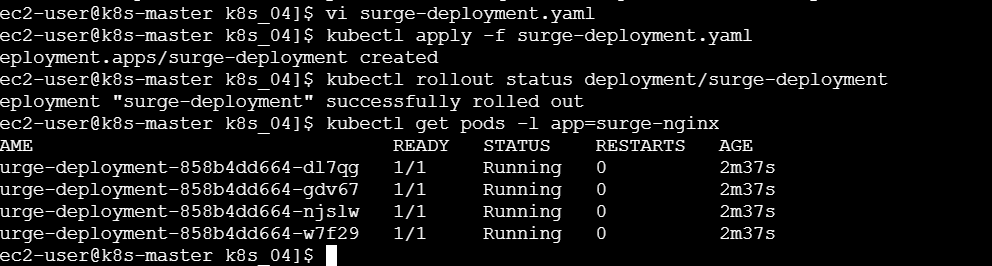 ec2-user@k8s-master k8s_04]$ vi surge-deployment.yaml
ec2-user@k8s-master k8s_04]$ kubectl apply -f surge-deployment.yaml
eployment.apps/surge-deployment created
ec2-user@k8s-master k8s_04]$ kubectl rollout status deployment/surge-deployment
eployment "surge-deployment" successfully rolled out
ec2-user@k8s-master k8s_04]$ kubectl get pods -l app=surge-nginx
AME READY STATUS RESTARTS AGE
urge-deployment-858b4dd664-dl7qg 1/1 Running 0 2m37s
urge-deployment-858b4dd664-gdv67 1/1 Running 0 2m37s
urge-deployment-858b4dd664-njslw 1/1 Running 0 2m37s
urge-deployment-858b4dd664-w7f29 1/1 Running 0 2m37s
ec2-user@k8s-master k8s_04]$